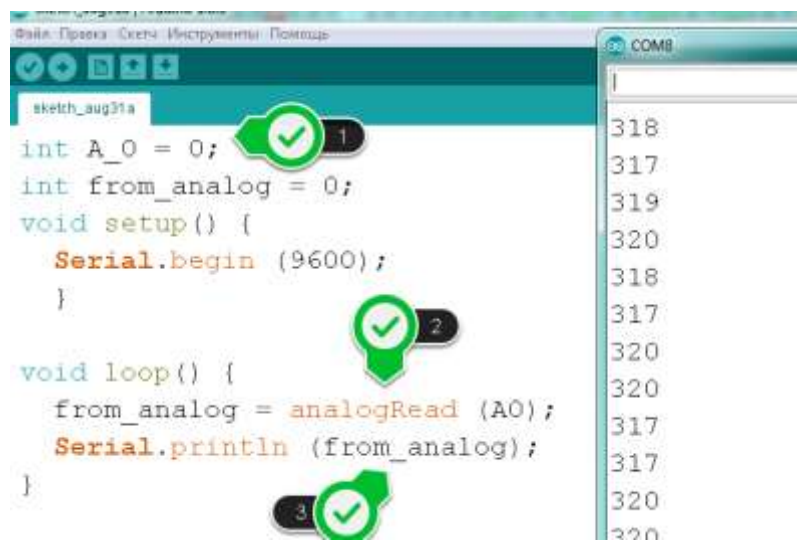 Файл Правка Скетч Инструменты Помощь
sketch_aug31a
int A_0 = 0;
1
int from_analog = 0;
void setup() {
Serial.begin (9600);
}
2
void loop() {
from_analog = analogRead (A0);
Serial.println (from_analog);
}
3
COM8
318
317
319
320
318
317
320
320
317
317
320
320